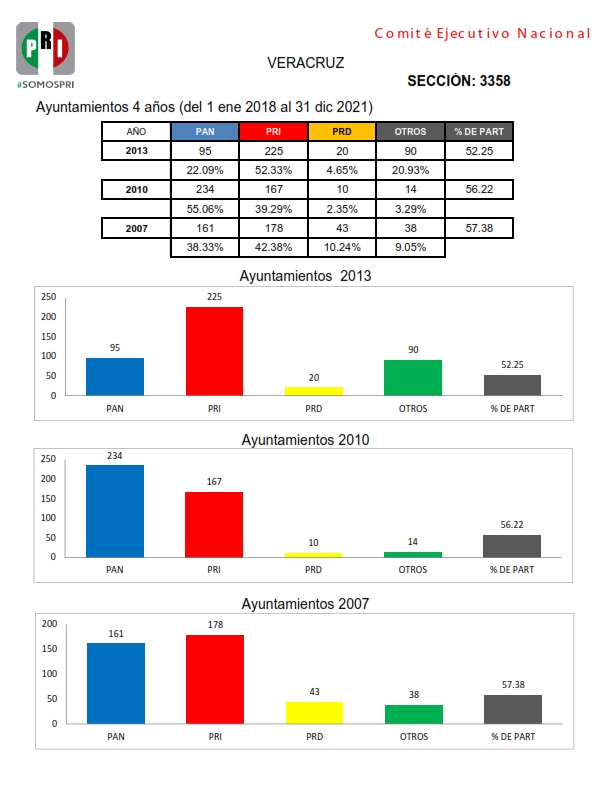 Comité Ejecutivo Nacional
PRI
#SOMOSPRI
VERACRUZ
SECCIÓN: 3358
Ayuntamientos 4 años (del 1 ene 2018 al 31 dic 2021)
AÑO PAN PRI PRD OTROS % DE PART
2013 95 225 20 90 52.25
22.09% 52.33% 4.65% 20.93%
2010 234 167 10 14 56.22
55.06% 39.29% 2.35% 3.29%
2007 161 178 43 38 57.38
38.33% 42.38% 10.24% 9.05%
Ayuntamientos 2013
250
200
150
100
50
0
95 225 20 90 52.25
PAN PRI PRD OTROS % DE PART
Ayuntamientos 2010
250
200
150
100
50
0
234 167 10 14 56.22
PAN PRI PRD OTROS % DE PART
Ayuntamientos 2007
200
150
100
50
0
161 178 43 38 57.38
PAN PRI PRD OTROS % DE PART